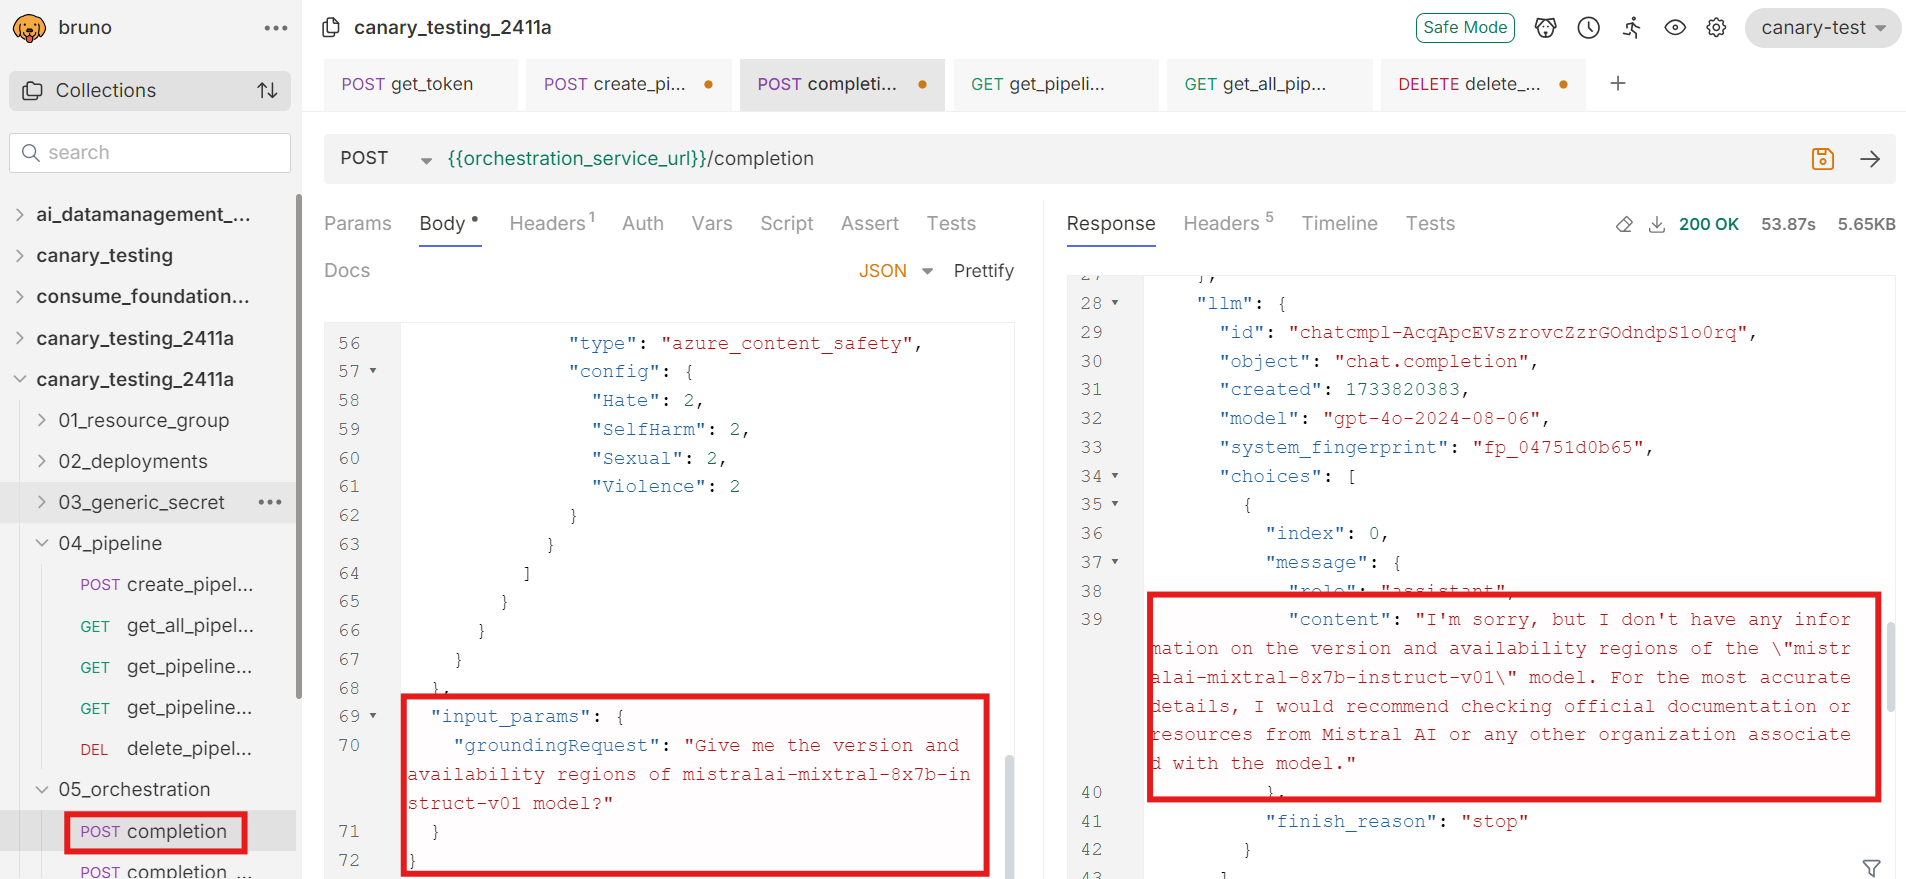 bruno
Collections
search
ai_datamanagement_...
canary_testing
consume_foundation...
canary_testing_2411a
canary_testing_2411a
01_resource_group
02_deployments
03_generic_secret
04_pipeline
POST create_pipel...
GET get_all_pipel...
GET get_pipeline...
GET get_pipeline...
DEL delete_pipel...
05_orchestration
POST completion
POST completion_...
canary_testing_2411a
Safe Mode
canary-test
POST get_token
POST create_pi...
POST completi...
GET get_pipeli...
GET get_all_pip...
DELETE delete_...
POST {{orchestration_service_url}}/completion
Params Body Headers 1 Auth Vars Script Assert Tests
Docs
JSON Prettify
56 "type": "azure_content_safety",
57 "config": {
58 "Hate": 2,
59 "SelfHarm": 2,
60 "Sexual": 2,
61 "Violence": 2
62 }
63 }
64 ]
65 }
66 }
67 }
68 },
69 "input_params": {
70 "groundingRequest": "Give me the version and
availability regions of mistralai-mixtral-8x7b-in
struct-v01 model?"
71 }
72 }
Response Headers 5 Timeline Tests
200 OK 53.87s 5.65KB
27 },
28 "llm": {
29 "id": "chatcmpl-AcqApcEVszrovcZzrGOdndpS1o0rq",
30 "object": "chat.completion",
31 "created": 1733820383,
32 "model": "gpt-4o-2024-08-06",
33 "system_fingerprint": "fp_04751d0b65",
34 "choices": [
35 {
36 "index": 0,
37 "message": {
38 "role": "assistant",
39 "content": "I'm sorry, but I don't have any infor
mation on the version and availability regions of the \"mistr
alai-mixtral-8x7b-instruct-v01\" model. For the most accurate
details, I would recommend checking official documentation or
resources from Mistral AI or any other organization associate
d with the model."
40 },
41 "finish_reason": "stop"
42 }
43 ]